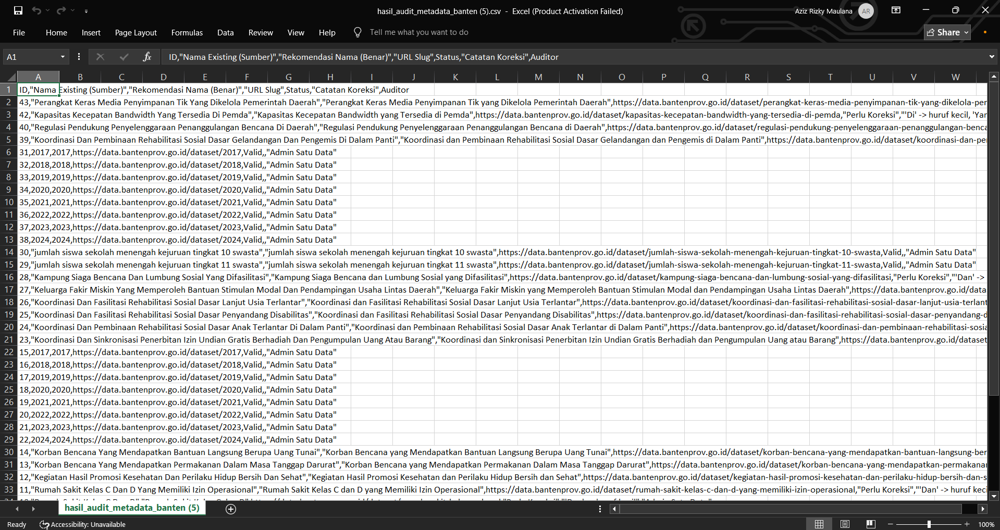 hasil_audit_metadata_banten (5).csv - Excel (Product Activation Failed)
Aziz Rizky Maulana AR
File Home Insert Page Layout Formulas Data Review View Help Tell me what you want to do Share
A1 fx ID,"Nama Existing (Sumber)","Rekomendasi Nama (Benar)","URL Slug",Status,"Catatan Koreksi",Auditor
A B C D E F G H I J K L M N O P Q R S T U V W
1 ID,"Nama Existing (Sumber)","Rekomendasi Nama (Benar)","URL Slug",Status,"Catatan Koreksi",Auditor
2 43,"Perangkat Keras Media Penyimpanan Tik Yang Dikelola Pemerintah Daerah","Perangkat Keras Media Penyimpanan Tik yang Dikelola Pemerintah Daerah",https://data.bantenprov.go.id/dataset/perangkat-keras-media-penyimpanan-tik-yang-dikelola-per
3 42,"Kapasitas Kecepatan Bandwidth Yang Tersedia Di Pemda","Kapasitas Kecepatan Bandwidth yang Tersedia di Pemda",https://data.bantenprov.go.id/dataset/kapasitas-kecepatan-bandwidth-yang-tersedia-di-pemda,"Perlu Koreksi","'Di' -> huruf kecil, 'Yar
4 40,"Regulasi Pendukung Penyelenggaraan Penanggulangan Bencana Di Daerah","Regulasi Pendukung Penyelenggaraan Penanggulangan Bencana di Daerah",https://data.bantenprov.go.id/dataset/regulasi-pendukung-penyelenggaraan-penanggulangan-benca
5 39,"Koordinasi Dan Pembinaan Rehabilitasi Sosial Dasar Gelandangan Dan Pengemis Di Dalam Panti","Koordinasi dan Pembinaan Rehabilitasi Sosial Dasar Gelandangan dan Pengemis di Dalam Panti",https://data.bantenprov.go.id/dataset/koordinasi-dan-pe
6 31,2017,2017,https://data.bantenprov.go.id/dataset/2017,Valid,,"Admin Satu Data"
7 32,2018,2018,https://data.bantenprov.go.id/dataset/2018,Valid,,"Admin Satu Data"
8 33,2019,2019,https://data.bantenprov.go.id/dataset/2019,Valid,,"Admin Satu Data"
9 34,2020,2020,https://data.bantenprov.go.id/dataset/2020,Valid,,"Admin Satu Data"
10 35,2021,2021,https://data.bantenprov.go.id/dataset/2021,Valid,,"Admin Satu Data"
11 36,2022,2022,https://data.bantenprov.go.id/dataset/2022,Valid,,"Admin Satu Data"
12 37,2023,2023,https://data.bantenprov.go.id/dataset/2023,Valid,,"Admin Satu Data"
13 38,2024,2024,https://data.bantenprov.go.id/dataset/2024,Valid,,"Admin Satu Data"
14 30,"jumlah siswa sekolah menengah kejuruan tingkat 10 swasta","jumlah siswa sekolah menengah kejuruan tingkat 10 swasta",https://data.bantenprov.go.id/dataset/jumlah-siswa-sekolah-menengah-kejuruan-tingkat-10-swasta,Valid,,"Admin Satu Data"
15 29,"jumlah siswa sekolah menengah kejuruan tingkat 11 swasta","jumlah siswa sekolah menengah kejuruan tingkat 11 swasta",https://data.bantenprov.go.id/dataset/jumlah-siswa-sekolah-menengah-kejuruan-tingkat-11-swasta,Valid,,"Admin Satu Data"
16 28,"Kampung Siaga Bencana Dan Lumbung Sosial Yang Difasilitasi","Kampung Siaga Bencana dan Lumbung Sosial yang Difasilitasi",https://data.bantenprov.go.id/dataset/kampung-siaga-bencana-dan-lumbung-sosial-yang-difasilitasi,"Perlu Koreksi","'Dan' ->
17 27,"Keluarga Fakir Miskin Yang Memperoleh Bantuan Stimulan Modal Dan Pendampingan Usaha Lintas Daerah","Keluarga Fakir Miskin yang Memperoleh Bantuan Stimulan Modal dan Pendampingan Usaha Lintas Daerah",https://data.bantenprov.go.id/data
18 26,"Koordinasi Dan Fasilitasi Rehabilitasi Sosial Dasar Lanjut Usia Terlantar","Koordinasi dan Fasilitasi Rehabilitasi Sosial Dasar Lanjut Usia Terlantar",https://data.bantenprov.go.id/dataset/koordinasi-dan-fasilitasi-rehabilitasi-sosial-dasar-lanjut-usia-terlant
19 25,"Koordinasi Dan Fasilitasi Rehabilitasi Sosial Dasar Penyandang Disabilitas","Koordinasi dan Fasilitasi Rehabilitasi Sosial Dasar Penyandang Disabilitas",https://data.bantenprov.go.id/dataset/koordinasi-dan-fasilitasi-rehabilitasi-sosial-dasar-penyandang-d
20 24,"Koordinasi Dan Pembinaan Rehabilitasi Sosial Dasar Anak Terlantar Di Dalam Panti","Koordinasi dan Pembinaan Rehabilitasi Sosial Dasar Anak Terlantar di Dalam Panti",https://data.bantenprov.go.id/dataset/koordinasi-dan-pembinaan-rehabilitasi-sosia
21 23,"Koordinasi Dan Sinkronisasi Penerbitan Izin Undian Gratis Berhadiah Dan Pengumpulan Uang Atau Barang","Koordinasi dan Sinkronisasi Penerbitan Izin Undian Gratis Berhadiah dan Pengumpulan Uang atau Barang",https://data.bantenprov.go.id/dataset
22 15,2017,2017,https://data.bantenprov.go.id/dataset/2017,Valid,,"Admin Satu Data"
23 16,2018,2018,https://data.bantenprov.go.id/dataset/2018,Valid,,"Admin Satu Data"
24 17,2019,2019,https://data.bantenprov.go.id/dataset/2019,Valid,,"Admin Satu Data"
25 18,2020,2020,https://data.bantenprov.go.id/dataset/2020,Valid,,"Admin Satu Data"
26 19,2021,2021,https://data.bantenprov.go.id/dataset/2021,Valid,,"Admin Satu Data"
27 20,2022,2022,https://data.bantenprov.go.id/dataset/2022,Valid,,"Admin Satu Data"
28 21,2023,2023,https://data.bantenprov.go.id/dataset/2023,Valid,,"Admin Satu Data"
29 22,2024,2024,https://data.bantenprov.go.id/dataset/2024,Valid,,"Admin Satu Data"
30 14,"Korban Bencana Yang Mendapatkan Bantuan Langsung Berupa Uang Tunai","Korban Bencana yang Mendapatkan Bantuan Langsung Berupa Uang Tunai",https://data.bantenprov.go.id/dataset/korban-bencana-yang-mendapatkan-bantuan-langsung-ber
31 13,"Korban Bencana Yang Mendapatkan Permakanan Dalam Masa Tanggap Darurat","Korban Bencana yang Mendapatkan Permakanan Dalam Masa Tanggap Darurat",https://data.bantenprov.go.id/dataset/korban-bencana-yang-mendapatkan-permakanan
32 12,"Kegiatan Hasil Promosi Kesehatan Dan Perilaku Hidup Bersih Dan Sehat","Kegiatan Hasil Promosi Kesehatan dan Perilaku Hidup Bersih dan Sehat",https://data.bantenprov.go.id/dataset/kegiatan-hasil-promosi-kesehatan-dan-perilaku-hidup-bersih-dan-s
33 11,"Rumah Sakit Kelas C Dan D Yang Memiliki Izin Operasional","Rumah Sakit Kelas C dan D yang Memiliki Izin Operasional",https://data.bantenprov.go.id/dataset/rumah-sakit-kelas-c-dan-d-yang-memiliki-izin-operasional,"Perlu Koreksi","'Dan' -> huruf keci
hasil_audit_metadata_banten (5)
Ready Accessibility: Unavailable 100%